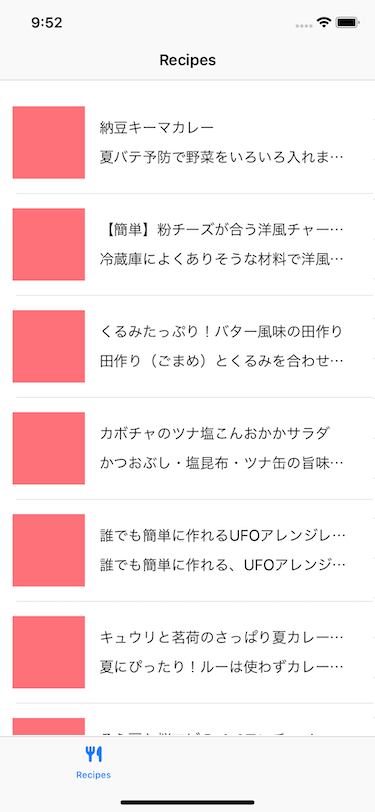 9:52
Recipes
納豆キーマカレー
夏バテ予防で野菜をいろいろ入れま…
【簡単】粉チーズが合う洋風チャー…
冷蔵庫によくありそうな材料で洋風…
くるみたっぷり！バター風味の田作り
田作り（ごまめ）とくるみを合わせ…
カボチャのツナ塩こんおかかサラダ
かつおぶし・塩昆布・ツナ缶の旨味…
誰でも簡単に作れるUFOアレンジレ…
誰でも簡単に作れる、UFOアレンジ…
キュウリと茗荷のさっぱり夏カレー…
夏にぴったり！ルーは使わずカレー…
Recipes